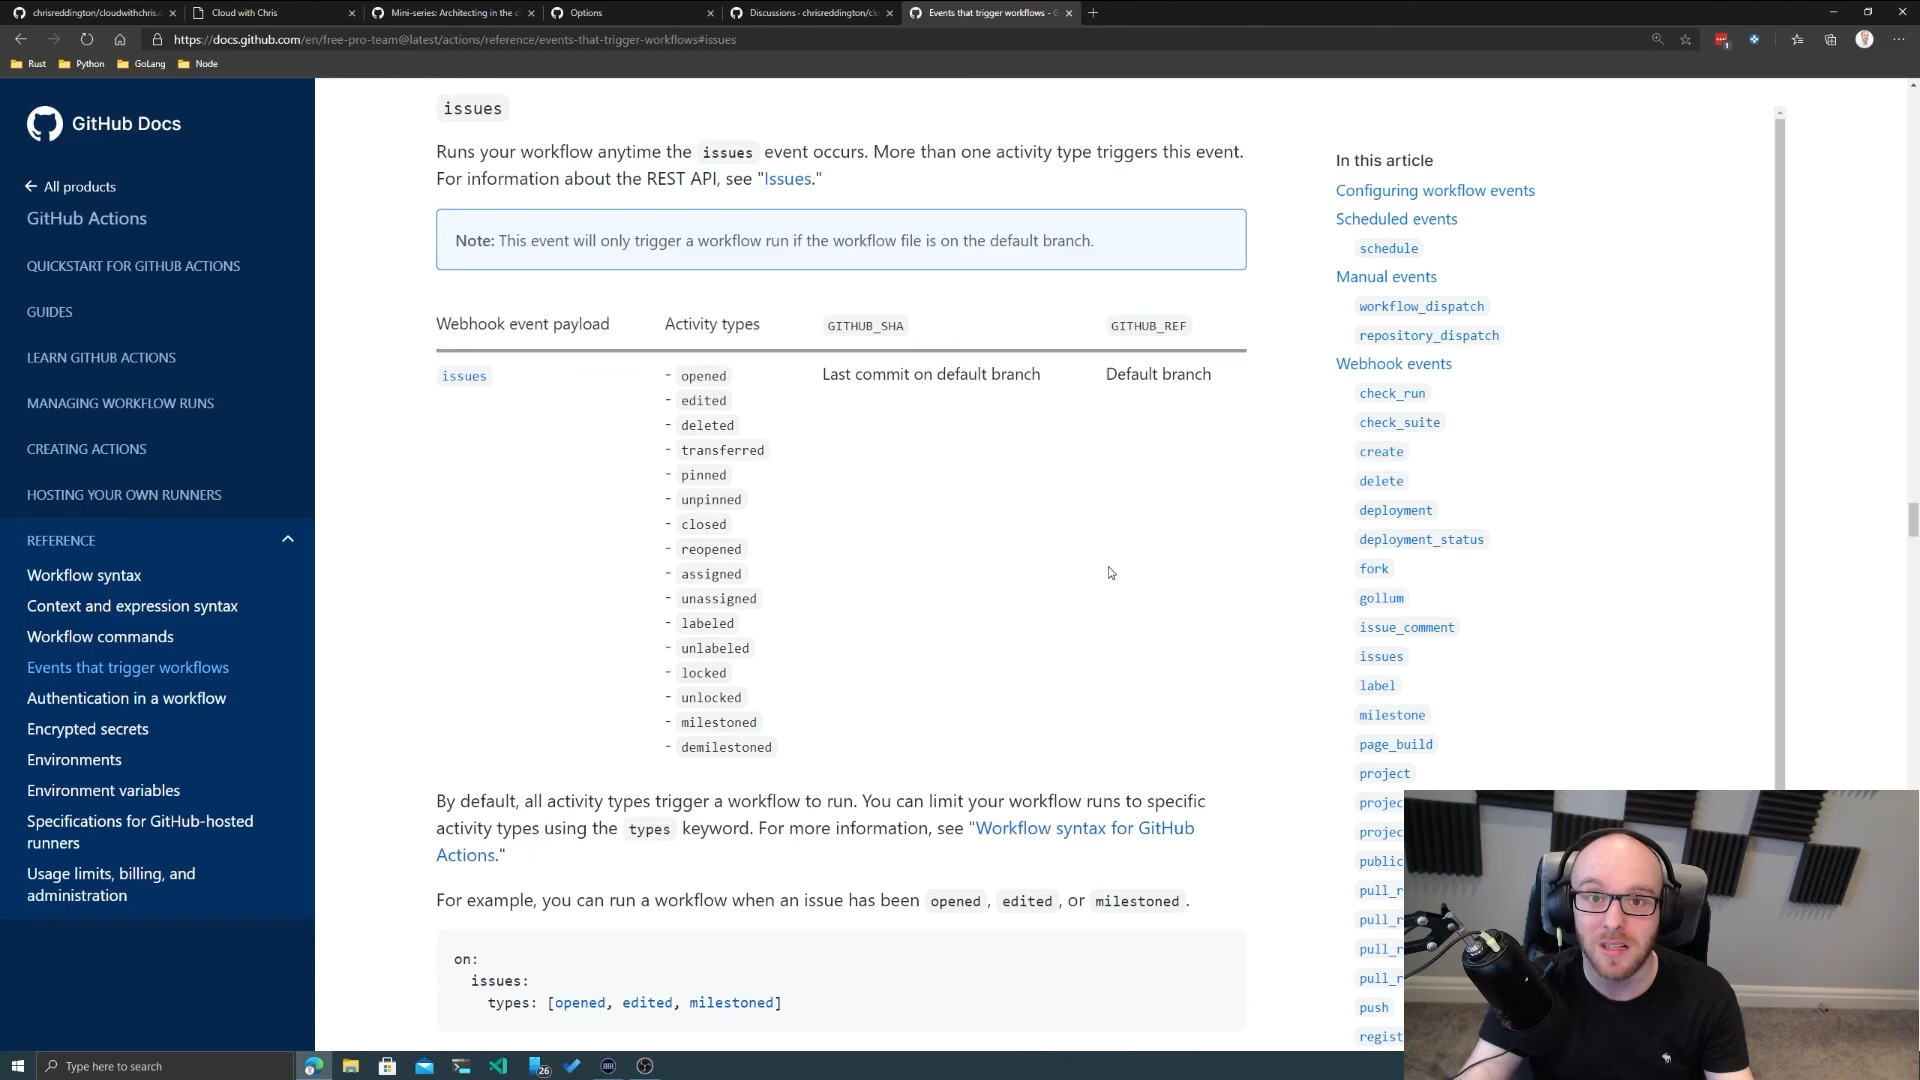 chrisreddington/cloudwithchris.c
Cloud with Chris
Mini-series: Architecting in the c
Options
Discussions · chrisreddington/cl
Events that trigger workflows - G
https://docs.github.com/en/free-pro-team@latest/actions/reference/events-that-trigger-workflows#issues
Rust
Python
GoLang
Node
GitHub Docs
All products
GitHub Actions
QUICKSTART FOR GITHUB ACTIONS
GUIDES
LEARN GITHUB ACTIONS
MANAGING WORKFLOW RUNS
CREATING ACTIONS
HOSTING YOUR OWN RUNNERS
REFERENCE
Workflow syntax
Context and expression syntax
Workflow commands
Events that trigger workflows
Authentication in a workflow
Encrypted secrets
Environments
Environment variables
Specifications for GitHub-hosted
runners
Usage limits, billing, and
administration
issues
Runs your workflow anytime the issues event occurs. More than one activity type triggers this event.
For information about the REST API, see "Issues."
Note: This event will only trigger a workflow run if the workflow file is on the default branch.
Webhook event payload Activity types GITHUB_SHA GITHUB_REF
issues - opened Last commit on default branch Default branch
- edited
- deleted
- transferred
- pinned
- unpinned
- closed
- reopened
- assigned
- unassigned
- labeled
- unlabeled
- locked
- unlocked
- milestoned
- demilestoned
By default, all activity types trigger a workflow to run. You can limit your workflow runs to specific
activity types using the types keyword. For more information, see "Workflow syntax for GitHub
Actions."
For example, you can run a workflow when an issue has been opened, edited, or milestoned.
on:
issues:
types: [opened, edited, milestoned]
In this article
Configuring workflow events
Scheduled events
schedule
Manual events
workflow_dispatch
repository_dispatch
Webhook events
check_run
check_suite
create
delete
deployment
deployment_status
fork
gollum
issue_comment
issues
label
milestone
page_build
project
projec
projec
public
pull_r
pull_r
pull_r
pull_r
push
regist
Type here to search
26